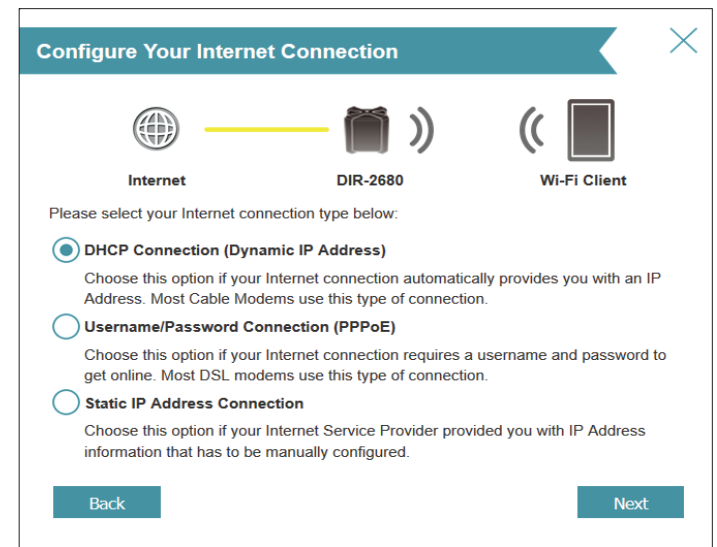 Configure Your Internet Connection
Internet DIR-2680 Wi-Fi Client
Please select your Internet connection type below:
DHCP Connection (Dynamic IP Address)
Choose this option if your Internet connection automatically provides you with an IP
Address. Most Cable Modems use this type of connection.
Username/Password Connection (PPPoE)
Choose this option if your Internet connection requires a username and password to
get online. Most DSL modems use this type of connection.
Static IP Address Connection
Choose this option if your Internet Service Provider provided you with IP Address
information that has to be manually configured.
Back Next